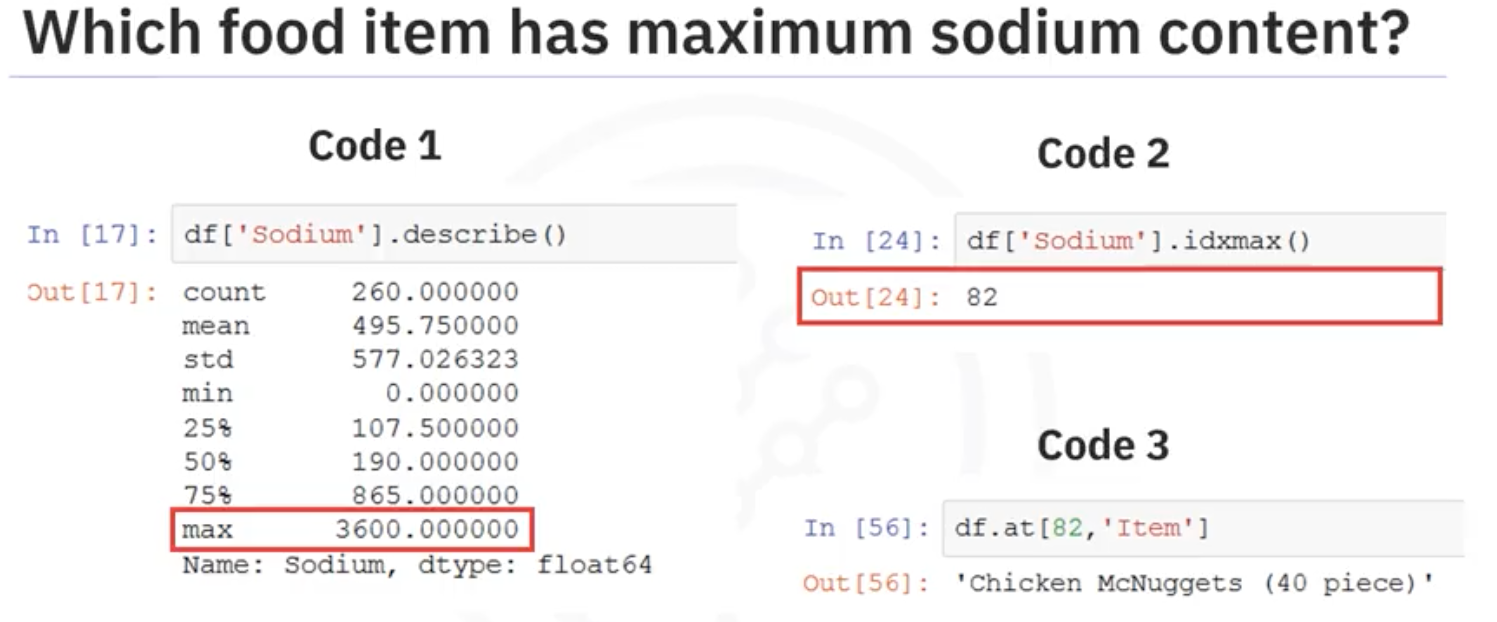 Which food item has maximum sodium content?
Code 1
In [17]: df['Sodium'].describe()
Out[17]: count 260.000000
mean 495.750000
std 577.026323
min 0.000000
25% 107.500000
50% 190.000000
75% 865.000000
max 3600.000000
Name: Sodium, dtype: float64
Code 2
In [24]: df['Sodium'].idxmax()
Out[24]: 82
Code 3
In [56]: df.at[82,'Item']
Out[56]: 'Chicken McNuggets (40 piece)'